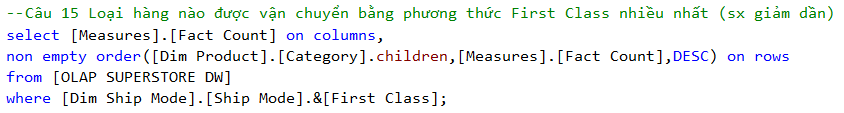 --Câu 15 Loại hàng nào được vận chuyển bằng phương thức First Class nhiều nhất (sx giảm dần)
select [Measures].[Fact Count] on columns,
non empty order([Dim Product].[Category].children,[Measures].[Fact Count],DESC) on rows
from [OLAP SUPERSTORE DW]
where [Dim Ship Mode].[Ship Mode].&[First Class];